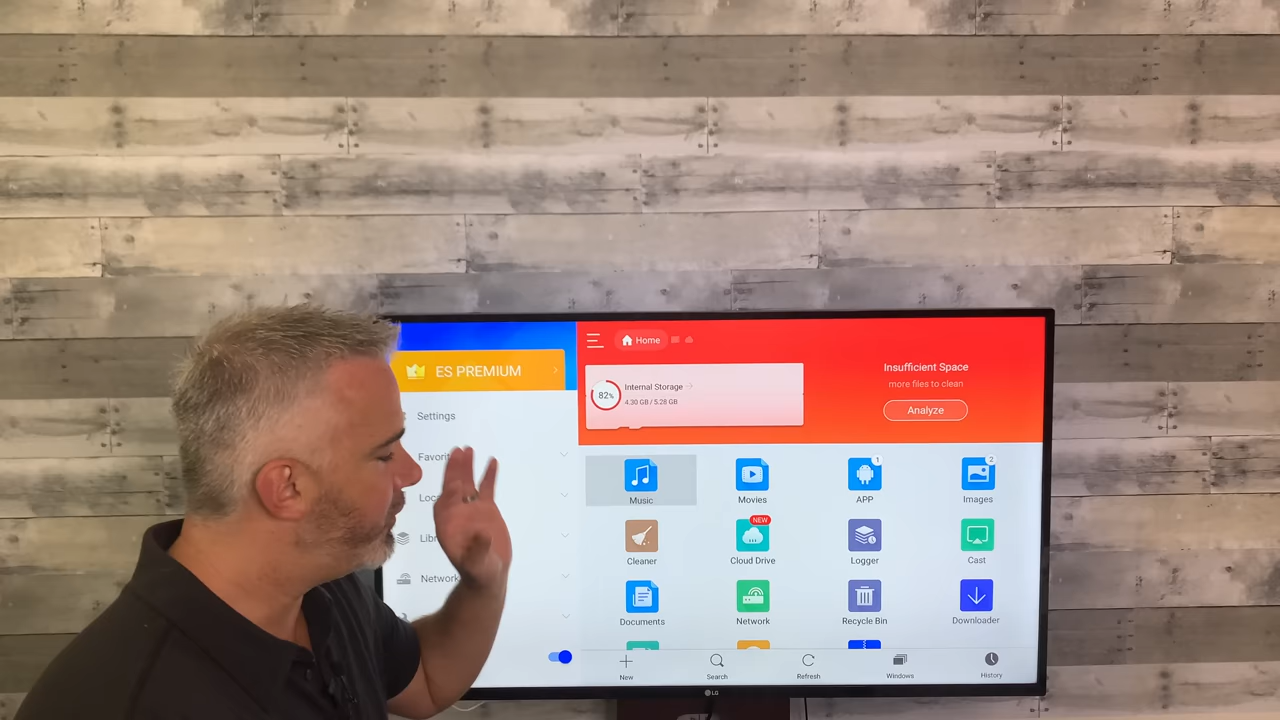 ES PREMIUM
Settings
Network
Home
Internal Storage
82%
4.30 GB / 5.28 GB
Insufficient Space
more files to clean
Analyze
Music
Movies
1
APP
2
Images
Cleaner
NEW
Cloud Drive
Logger
Cast
Documents
Network
Recycle Bin
Downloader
New
Search
Refresh
Windows
History
LG